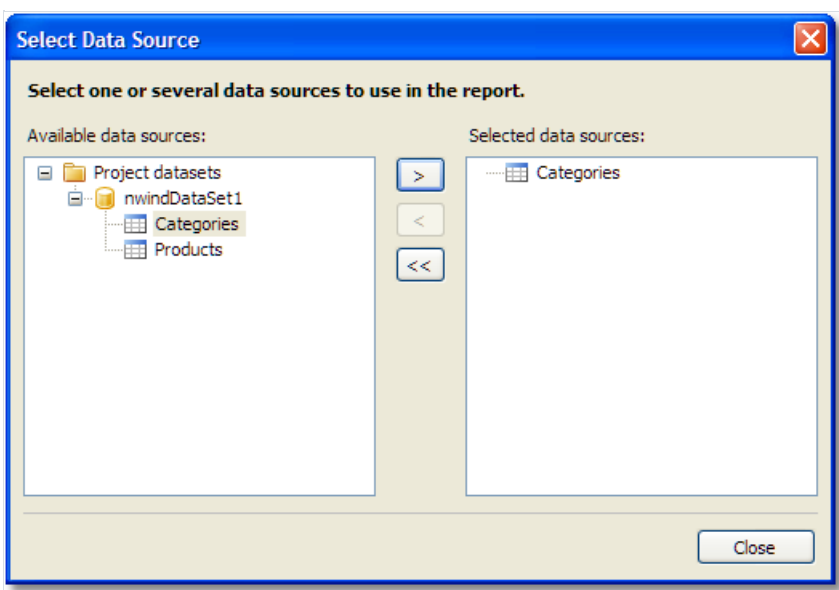 Select Data Source
Select one or several data sources to use in the report.
Available data sources:
Selected data sources:
Project datasets
nwindDataSet1
Categories
Products
>
<
<<
Categories
Close